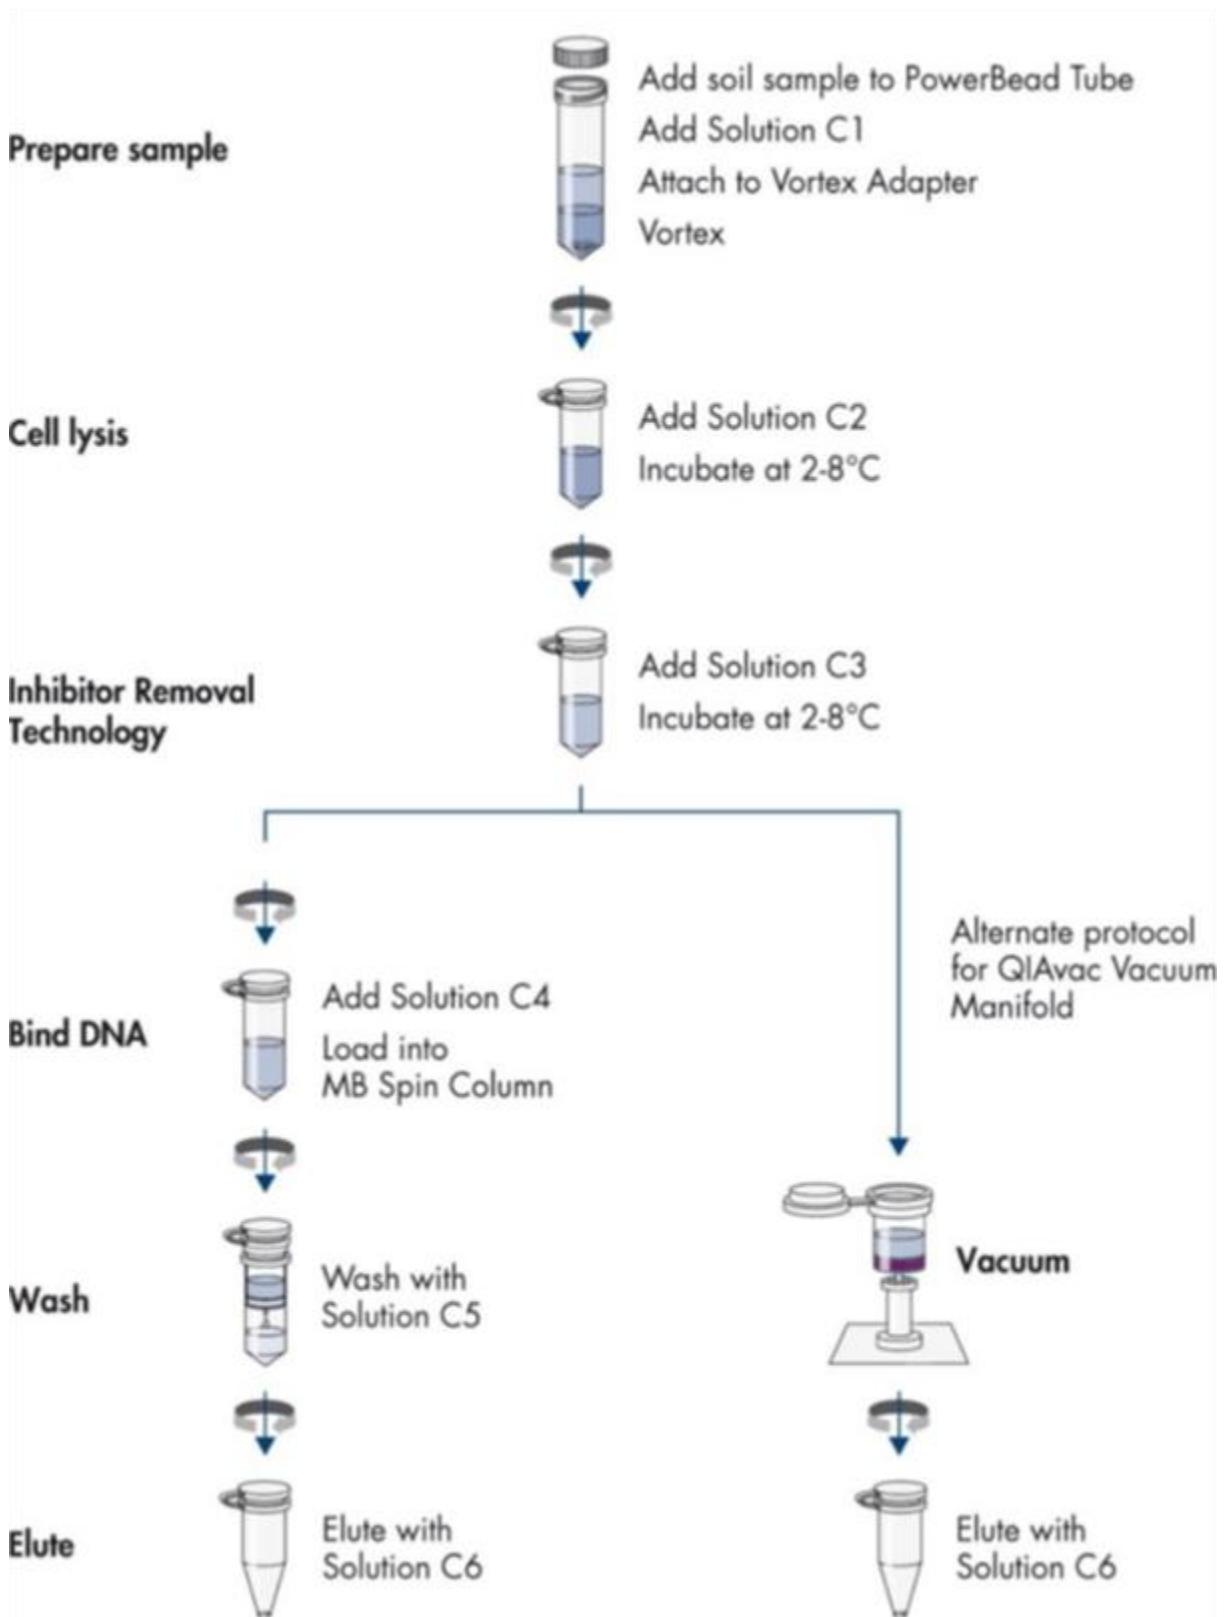 Prepare sample
Add soil sample to PowerBead Tube
Add Solution C1
Attach to Vortex Adapter
Vortex
Cell lysis
Add Solution C2
Incubate at 2-8°C
Inhibitor Removal
Technology
Add Solution C3
Incubate at 2-8°C
Alternate protocol
for QIAvac Vacuum
Manifold
Bind DNA
Add Solution C4
Load into
MB Spin Column
Wash
Wash with
Solution C5
Vacuum
Elute
Elute with
Solution C6
Elute with
Solution C6